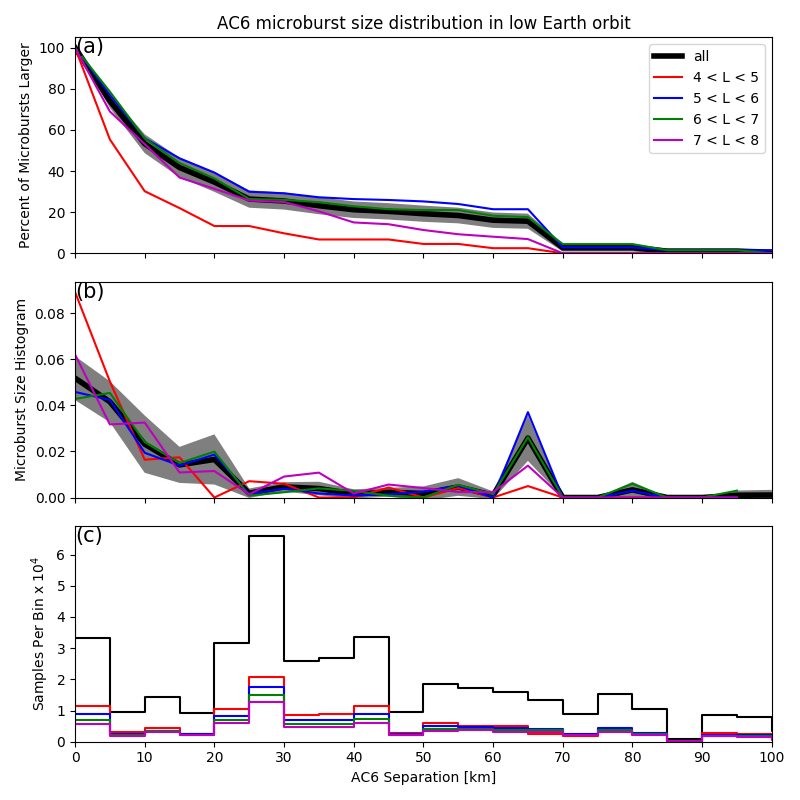 AC6 microburst size distribution in low Earth orbit
(a)
Percent of Microbursts Larger
100
80
60
40
20
0
all
4 < L < 5
5 < L < 6
6 < L < 7
7 < L < 8
(b)
Microburst Size Histogram
0.08
0.06
0.04
0.02
0.00
(c)
Samples Per Bin x 10⁴
6
5
4
3
2
1
0
0 10 20 30 40 50 60 70 80 90 100
AC6 Separation [km]